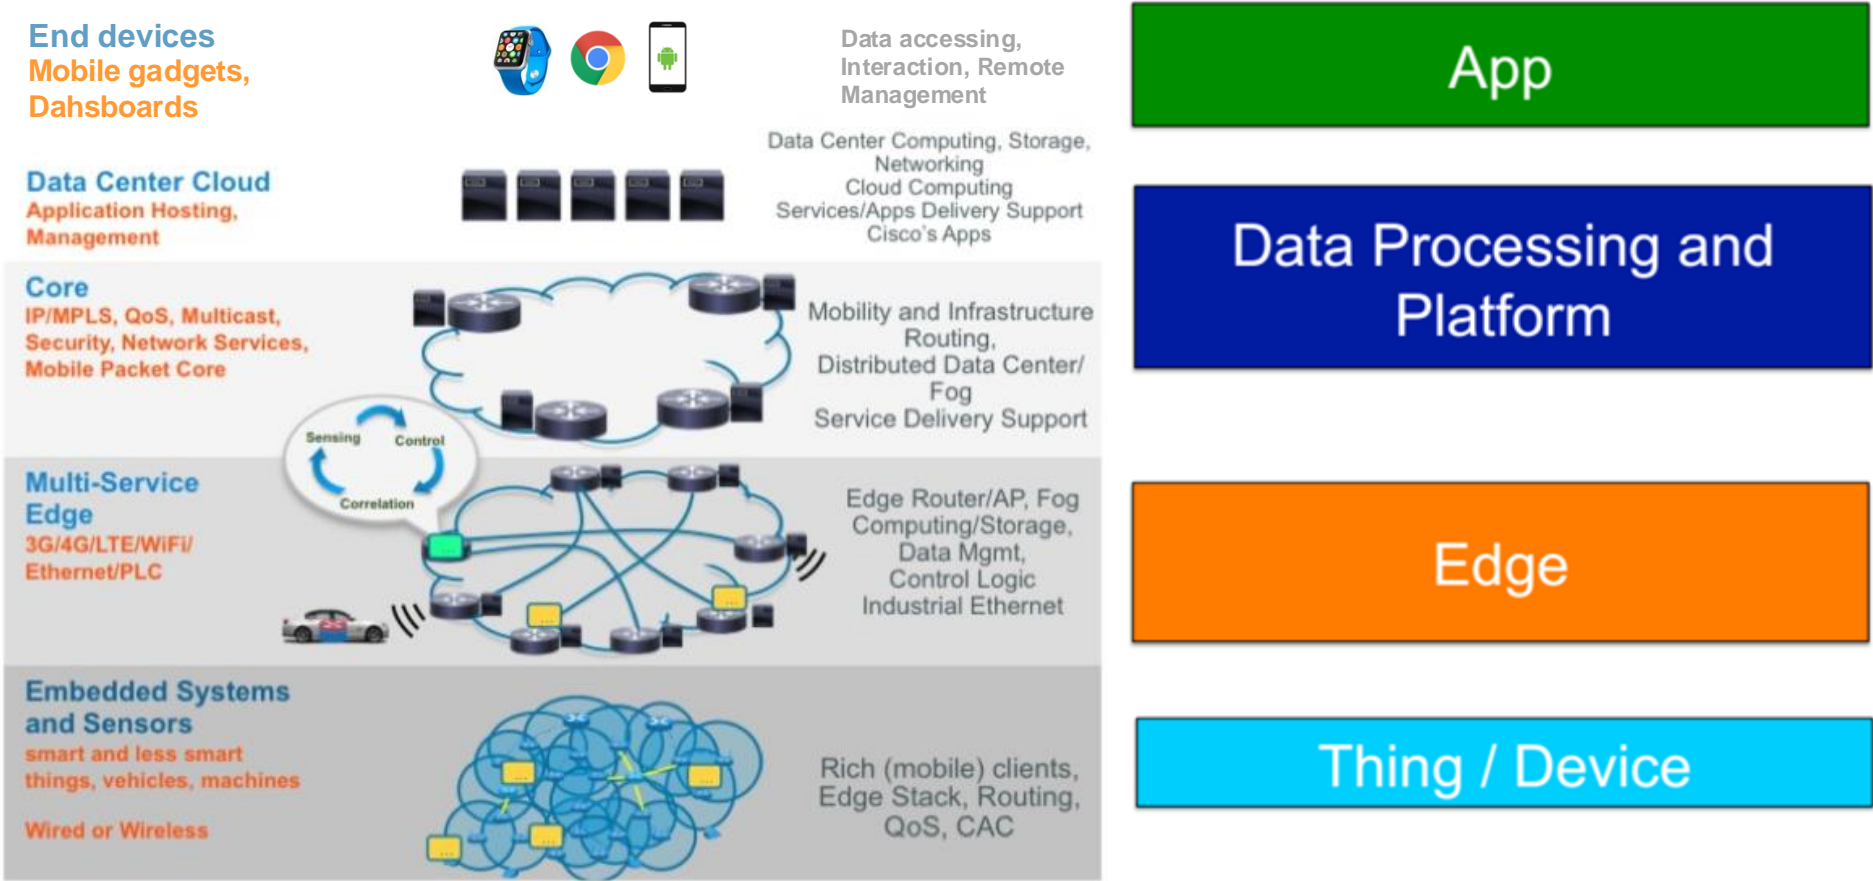 End devices
Mobile gadgets,
Dahsboards
Data accessing,
Interaction, Remote
Management
App
Data Center Cloud
Application Hosting,
Management
Data Center Computing, Storage,
Networking
Cloud Computing
Services/Apps Delivery Support
Cisco's Apps
Data Processing and
Platform
Core
IP/MPLS, QoS, Multicast,
Security, Network Services,
Mobile Packet Core
Mobility and Infrastructure
Routing,
Distributed Data Center/
Fog
Service Delivery Support
Sensing
Control
Correlation
Multi-Service
Edge
3G/4G/LTE/WiFi/
Ethernet/PLC
Edge Router/AP, Fog
Computing/Storage,
Data Mgmt,
Control Logic
Industrial Ethernet
Edge
Embedded Systems
and Sensors
smart and less smart
things, vehicles, machines
Wired or Wireless
Rich (mobile) clients,
Edge Stack, Routing,
QoS, CAC
Thing / Device